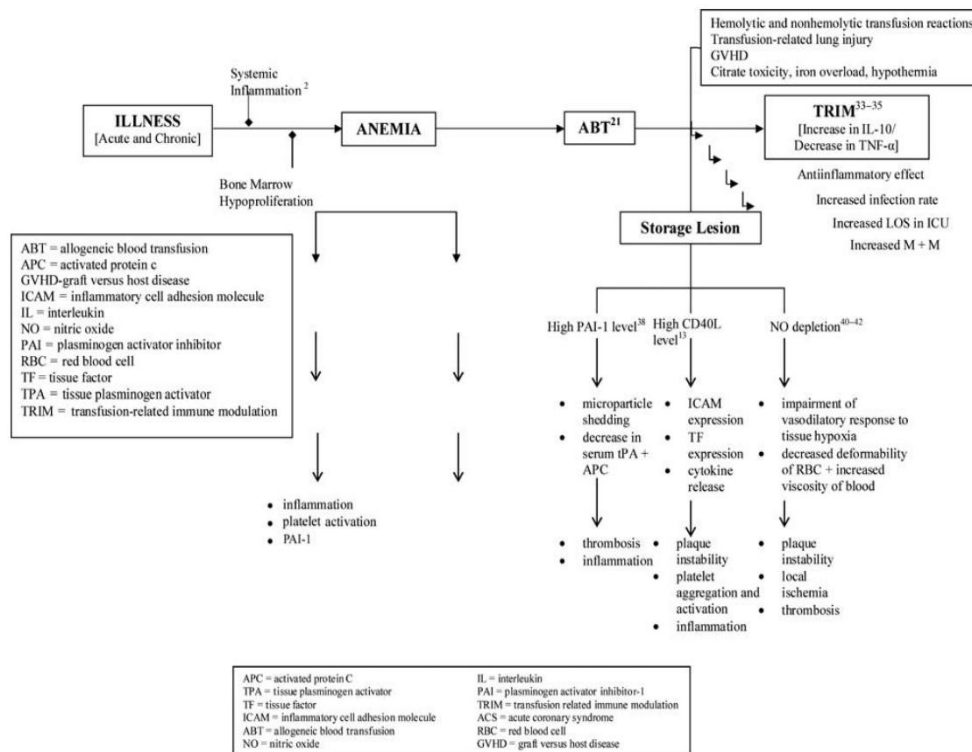 Hemolytic and nonhemolytic transfusion reactions
Transfusion-related lung injury
GVHD
Citrate toxicity, iron overload, hypothermia
Systemic
Inflammation2
ILLNESS
[Acute and Chronic]
ANEMIA
ABT21
TRIM33–35
[Increase in IL-10/
Decrease in TNF-α]
Bone Marrow
Hypoproliferation
Antiinflammatory effect
Increased infection rate
Increased LOS in ICU
Increased M + M
Storage Lesion
ABT = allogeneic blood transfusion
APC = activated protein c
GVHD-graft versus host disease
ICAM = inflammatory cell adhesion molecule
IL = interleukin
NO = nitric oxide
PAI = plasminogen activator inhibitor
RBC = red blood cell
TF = tissue factor
TPA = tissue plasminogen activator
TRIM = transfusion-related immune modulation
High PAI-1 level38
High CD40L
level13
NO depletion40–42
• microparticle
shedding
• decrease in
serum tPA +
APC
• ICAM
expression
• TF
expression
• cytokine
release
• impairment of
vasodilatory response to
tissue hypoxia
• decreased deformability
of RBC + increased
viscosity of blood
• inflammation
• platelet activation
• PAI-1
• thrombosis
• inflammation
• plaque
instability
• platelet
aggregation and
activation
• inflammation
• plaque
instability
• local
ischemia
• thrombosis
APC = activated protein C
TPA = tissue plasminogen activator
TF = tissue factor
ICAM = inflammatory cell adhesion molecule
ABT = allogeneic blood transfusion
NO = nitric oxide
IL = interleukin
PAI = plasminogen activator inhibitor-1
TRIM = transfusion related immune modulation
ACS = acute coronary syndrome
RBC = red blood cell
GVHD = graft versus host disease